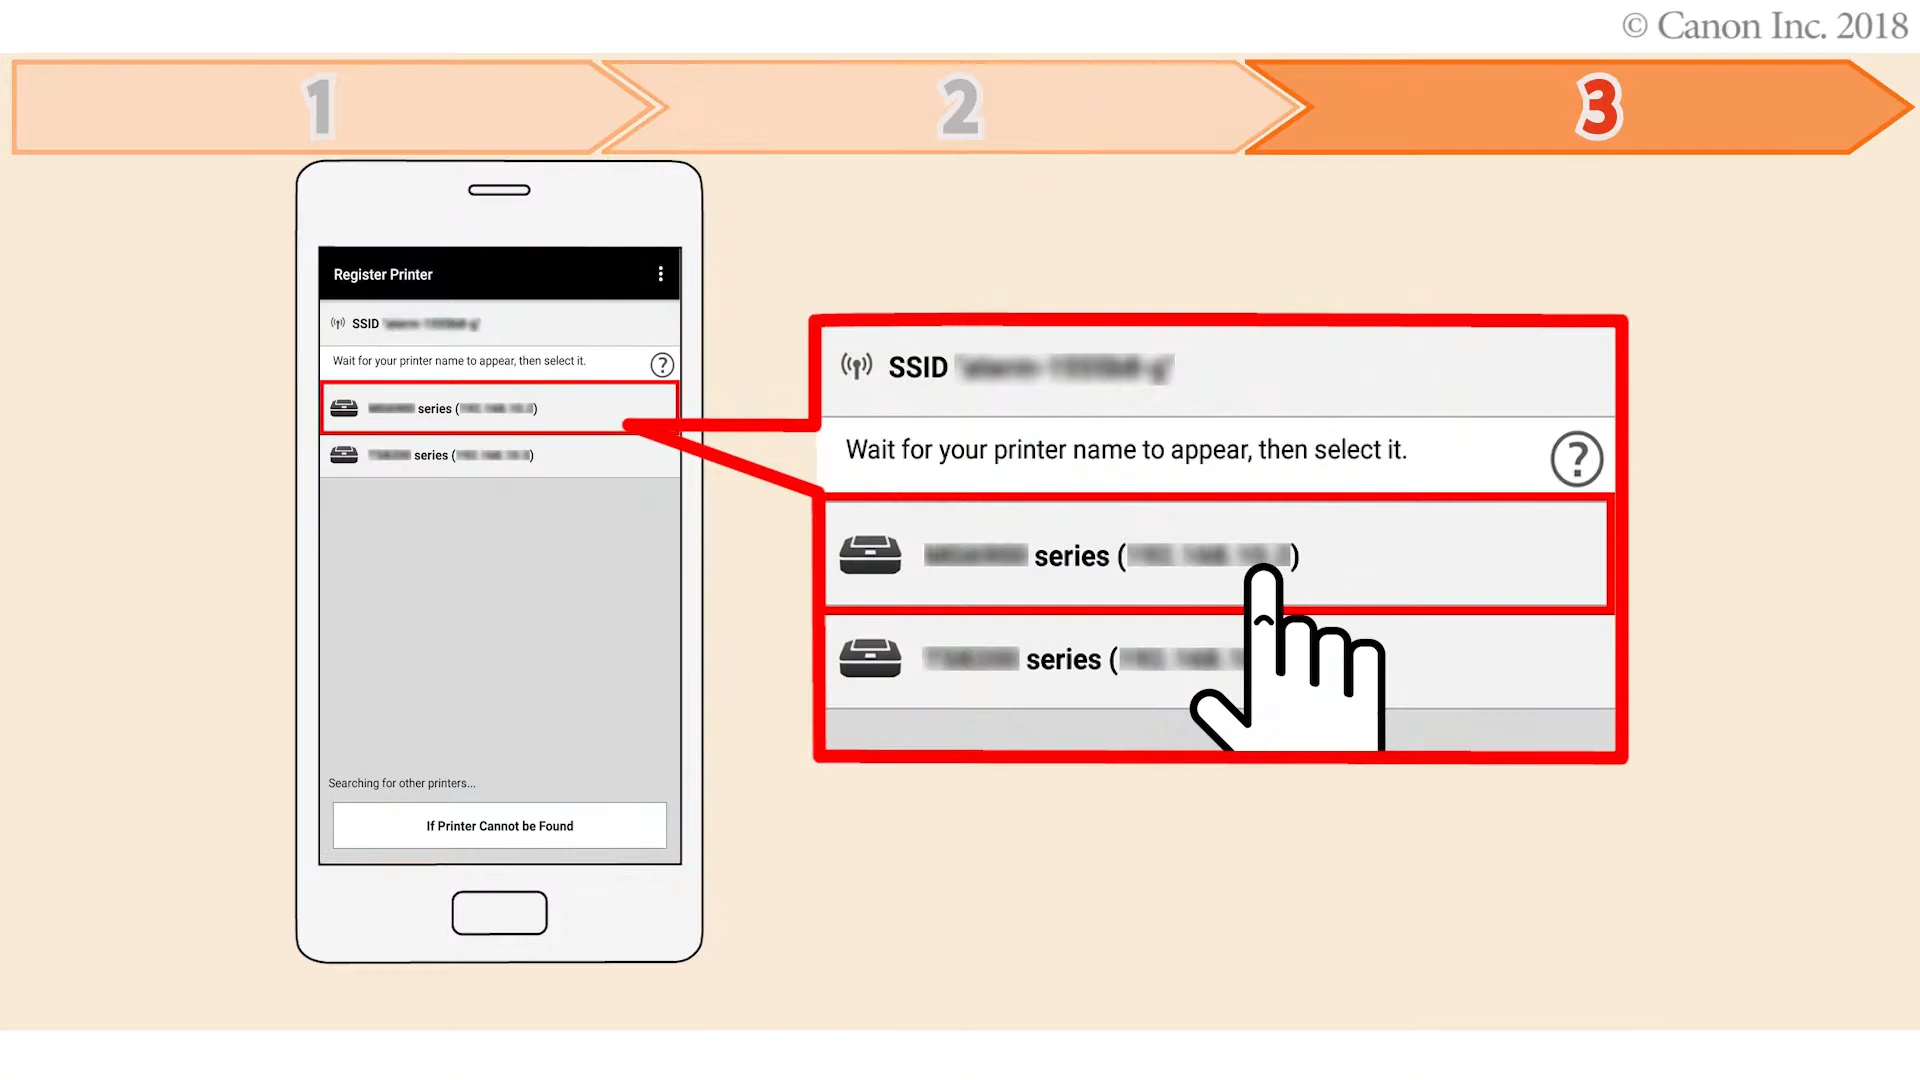 © Canon Inc. 2018
1
2
3
Register Printer
SSID
Wait for your printer name to appear, then select it.
?
series (
)
series (
)
Searching for other printers...
If Printer Cannot be Found
SSID
Wait for your printer name to appear, then select it.
?
series (
)
series (